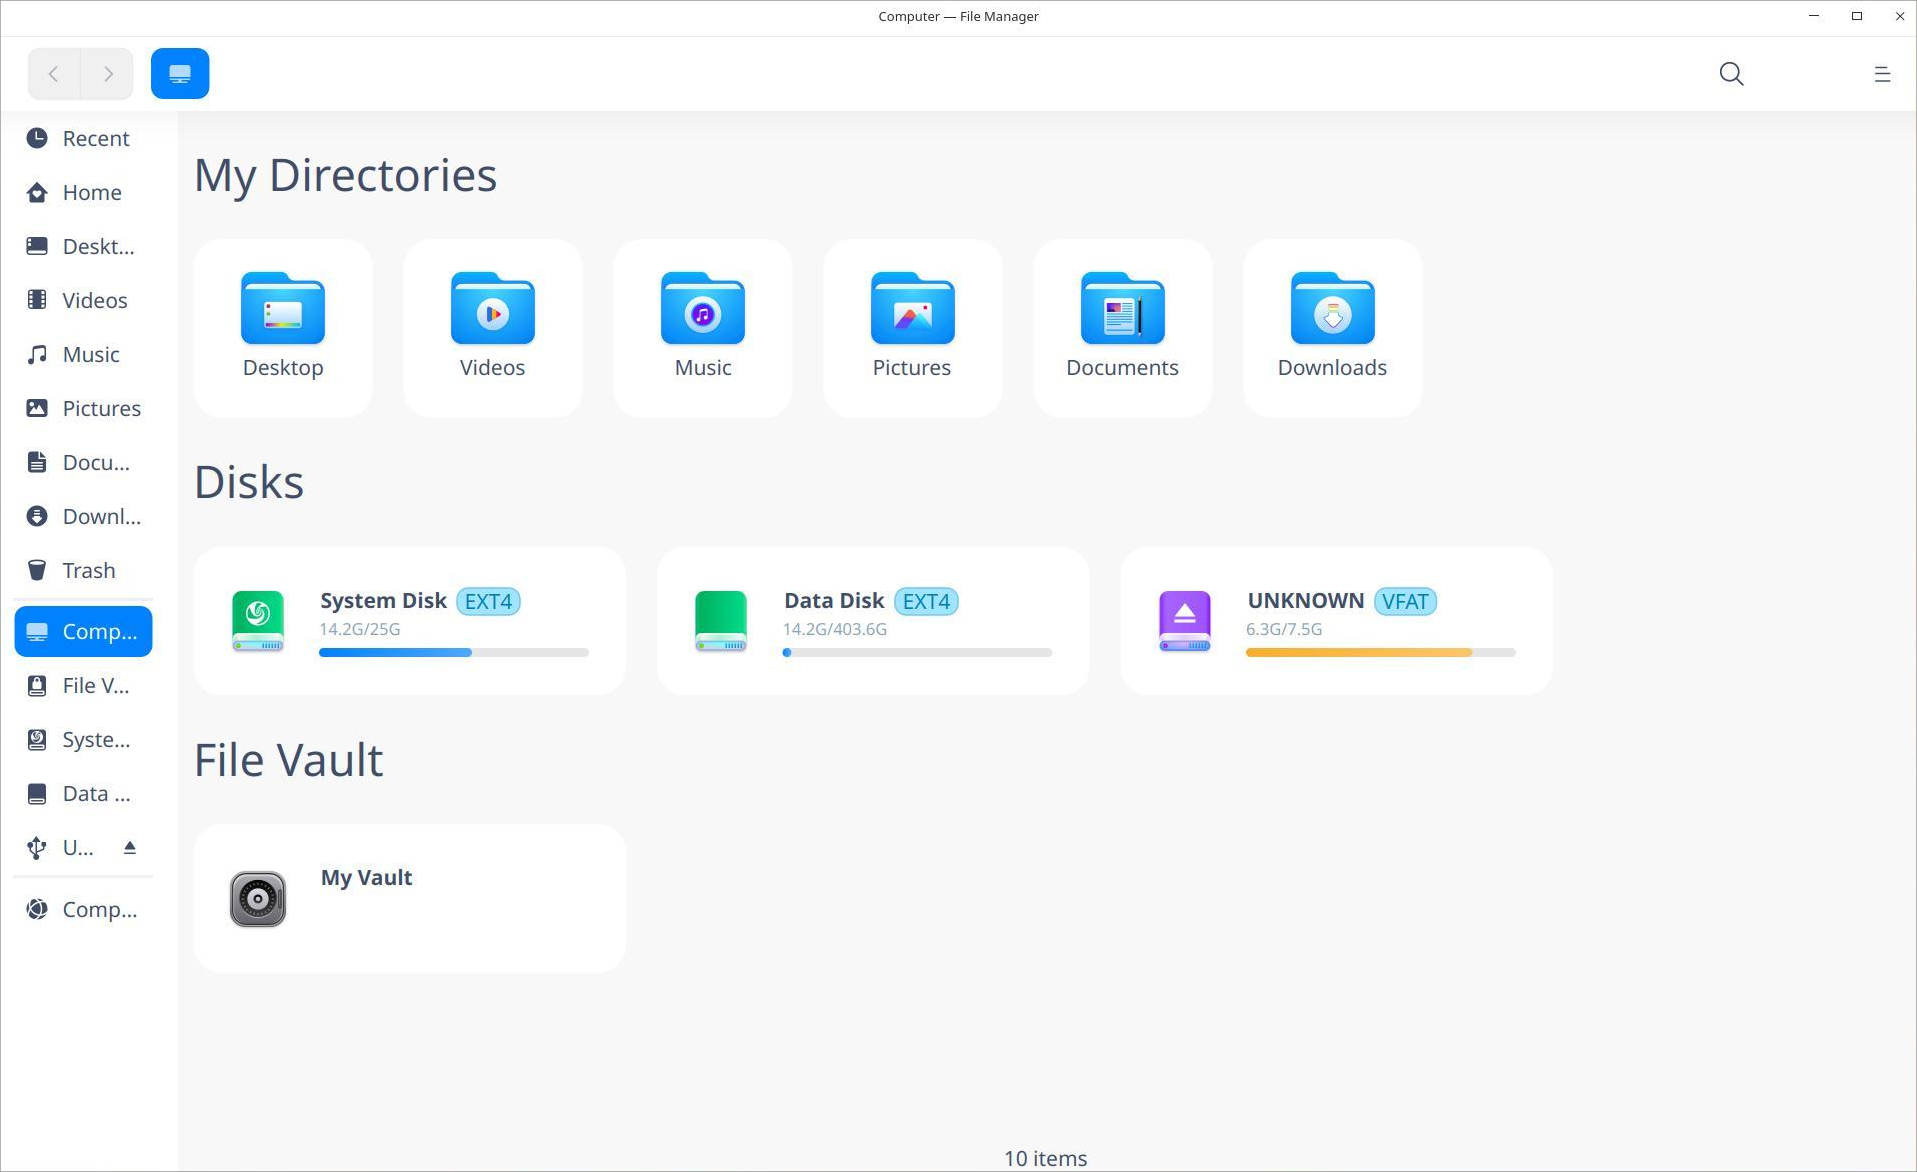 Computer — File Manager
Recent
Home
Deskt...
Videos
Music
Pictures
Docu...
Downl...
Trash
Comp...
File V...
Syste...
Data ...
U...
Comp...
My Directories
Desktop
Videos
Music
Pictures
Documents
Downloads
Disks
System Disk EXT4
14.2G/25G
Data Disk EXT4
14.2G/403.6G
UNKNOWN VFAT
6.3G/7.5G
File Vault
My Vault
10 items